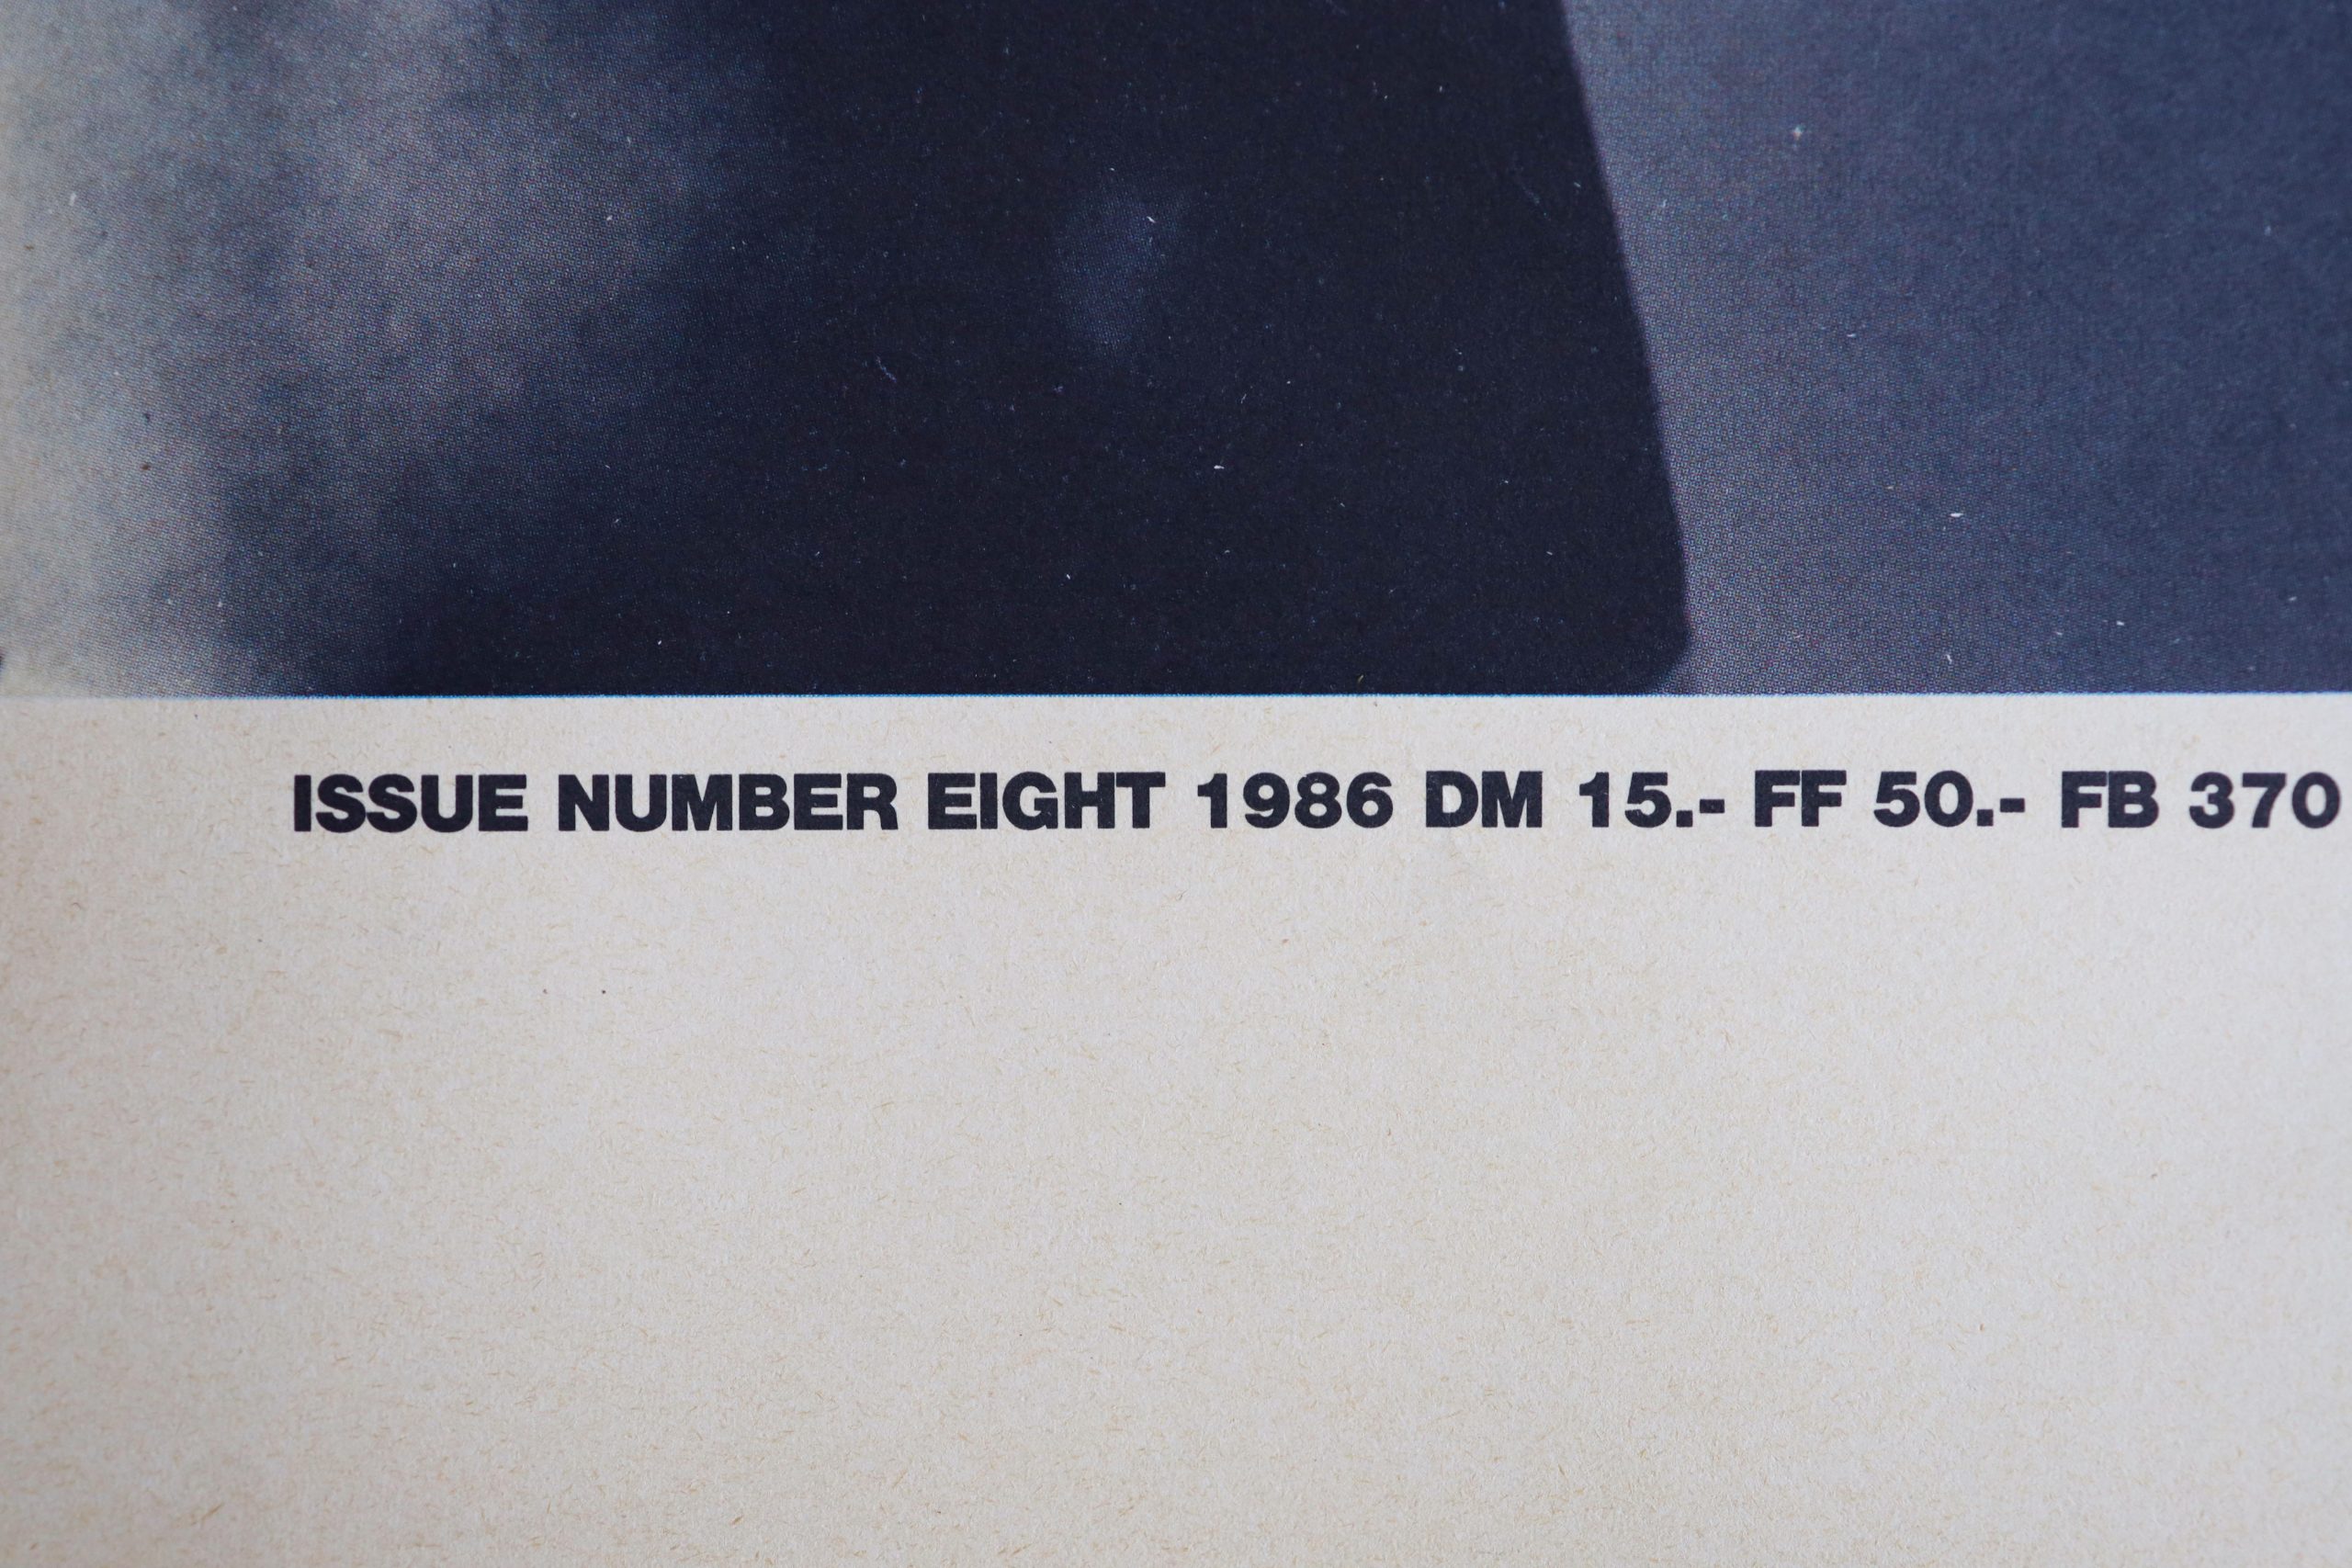 ISSUE NUMBER EIGHT 1986 DM 15.- FF 50.- FB 370